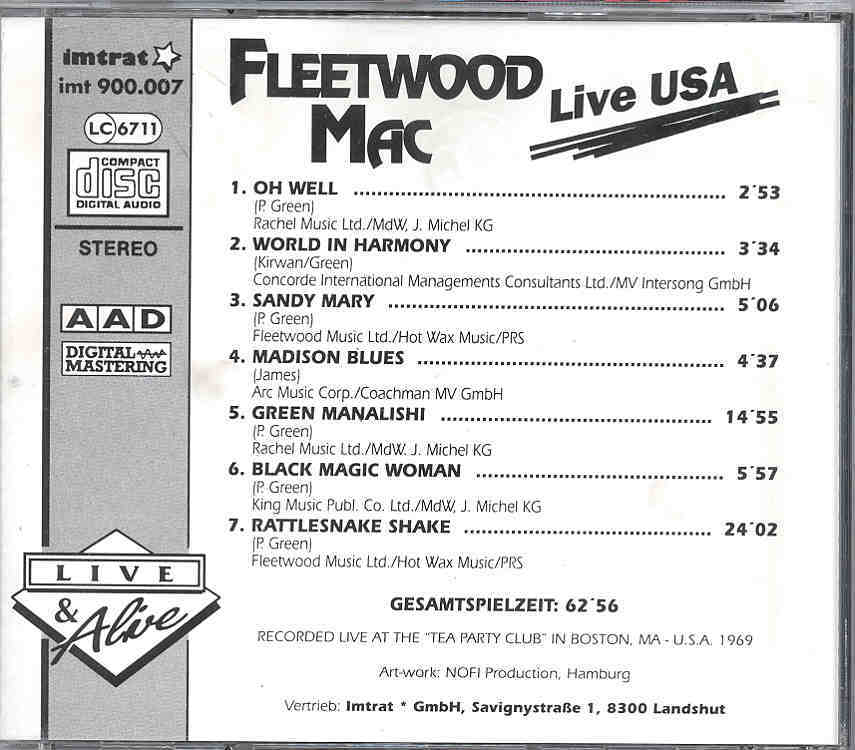 imtrat
imt 900.007
LC 6711
COMPACT
disc
DIGITAL AUDIO
STEREO
AAD
DIGITAL
MASTERING
LIVE
& Alive
FLEETWOOD
MAC
Live USA
1. OH WELL ........................................................ 2´53
(P. Green)
Rachel Music Ltd./MdW, J. Michel KG
2. WORLD IN HARMONY ....................................... 3´34
(Kirwan/Green)
Concorde International Managements Consultants Ltd./MV Intersong GmbH
3. SANDY MARY ................................................... 5´06
(P. Green)
Fleetwood Music Ltd./Hot Wax Music/PRS
4. MADISON BLUES .............................................. 4´37
(James)
Arc Music Corp./Coachman MV GmbH
5. GREEN MANALISHI ......................................... 14´55
(P. Green)
Rachel Music Ltd./MdW. J. Michel KG
6. BLACK MAGIC WOMAN ..................................... 5´57
(P. Green)
King Music Publ. Co. Ltd./MdW, J. Michel KG
7. RATTLESNAKE SHAKE ..................................... 24´02
(P. Green)
Fleetwood Music Ltd./Hot Wax Music/PRS
GESAMTSPIELZEIT: 62´56
RECORDED LIVE AT THE "TEA PARTY CLUB" IN BOSTON, MA - U.S.A. 1969
Art-work: NOFI Production, Hamburg
Vertrieb: Imtrat * GmbH, Savignystraße 1, 8300 Landshut